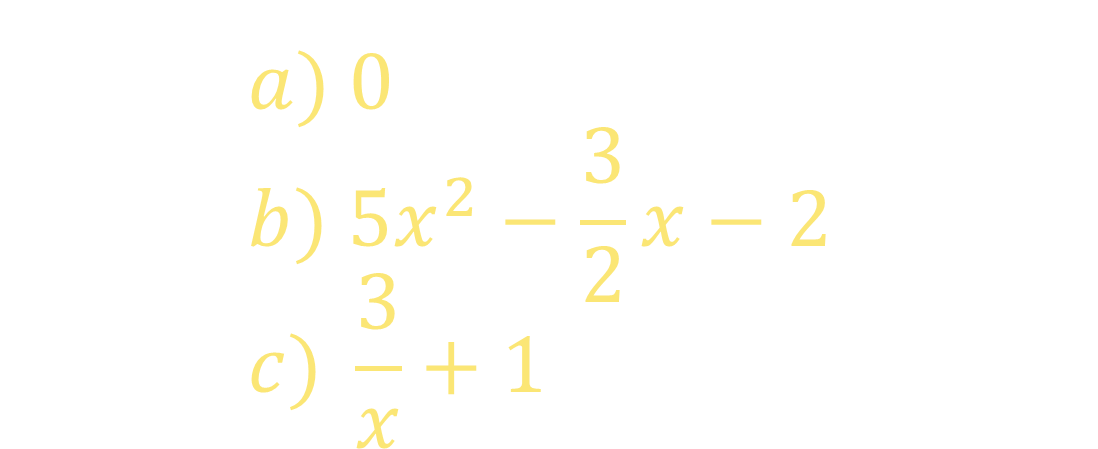 a) 0
b) 5x² − 3/2 x − 2
c) 3/x + 1